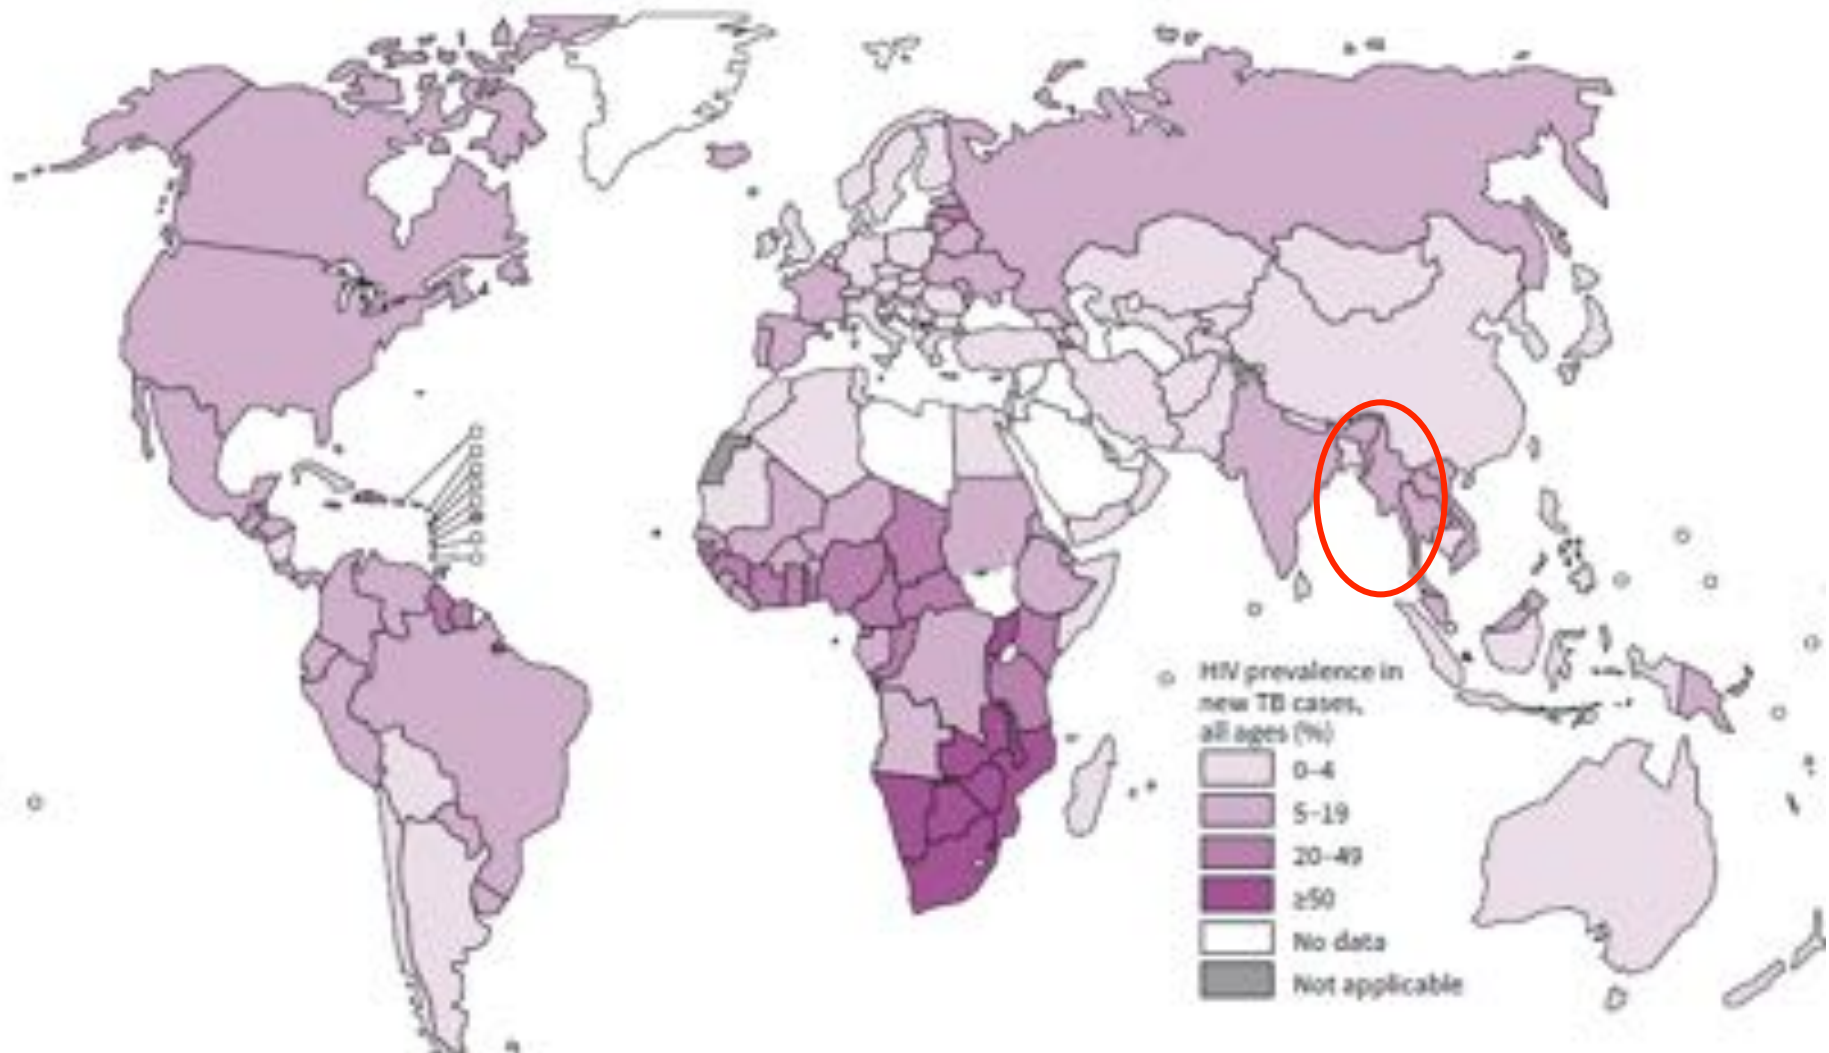 HIV prevalence in
new TB cases,
all ages (%)
0–4
5–19
20–49
≥50
No data
Not applicable